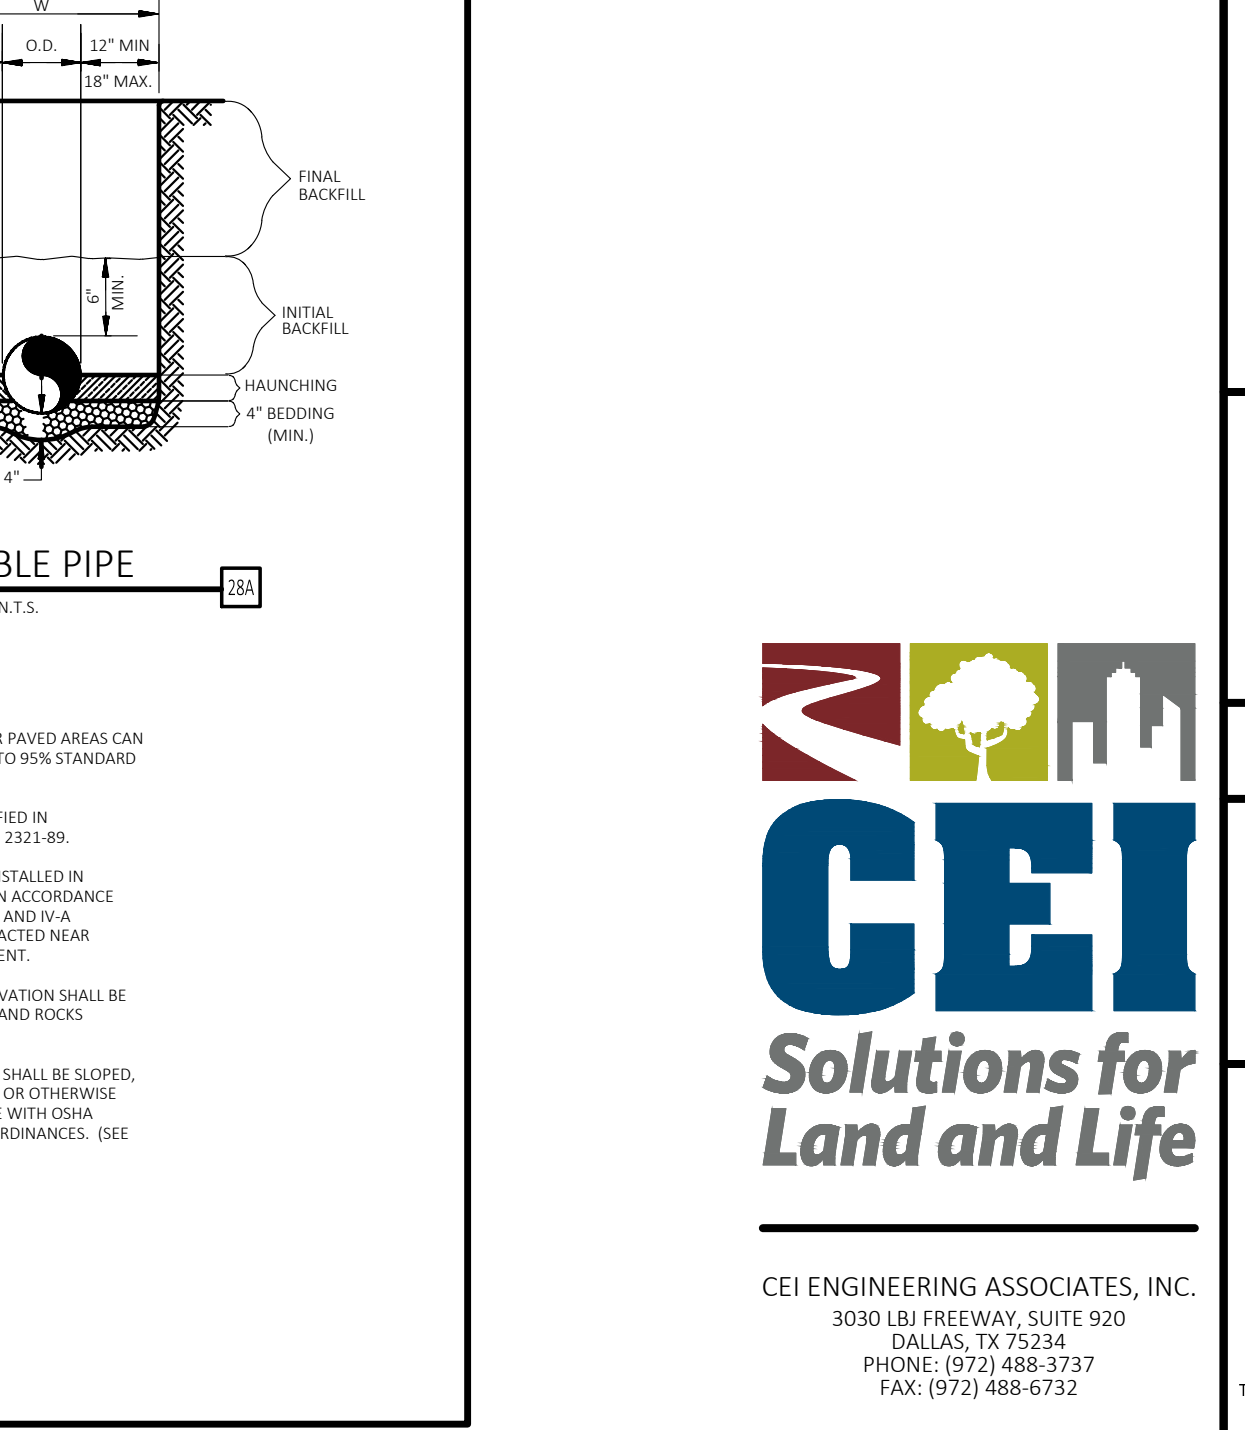 W
O.D.
12" MIN
18" MAX.
FINAL
BACKFILL
6"
MIN.
INITIAL
BACKFILL
HAUNCHING
4" BEDDING
(MIN.)
4"
BLE PIPE
28A
N.T.S.
R PAVED AREAS CAN
TO 95% STANDARD
FIED IN
2321-89.
NSTALLED IN
N ACCORDANCE
AND IV-A
ACTED NEAR
ENT.
VATION SHALL BE
AND ROCKS
SHALL BE SLOPED,
OR OTHERWISE
E WITH OSHA
RDINANCES. (SEE
CEI
Solutions for
Land and Life
CEI ENGINEERING ASSOCIATES, INC.
3030 LBJ FREEWAY, SUITE 920
DALLAS, TX 75234
PHONE: (972) 488-3737
FAX: (972) 488-6732
T